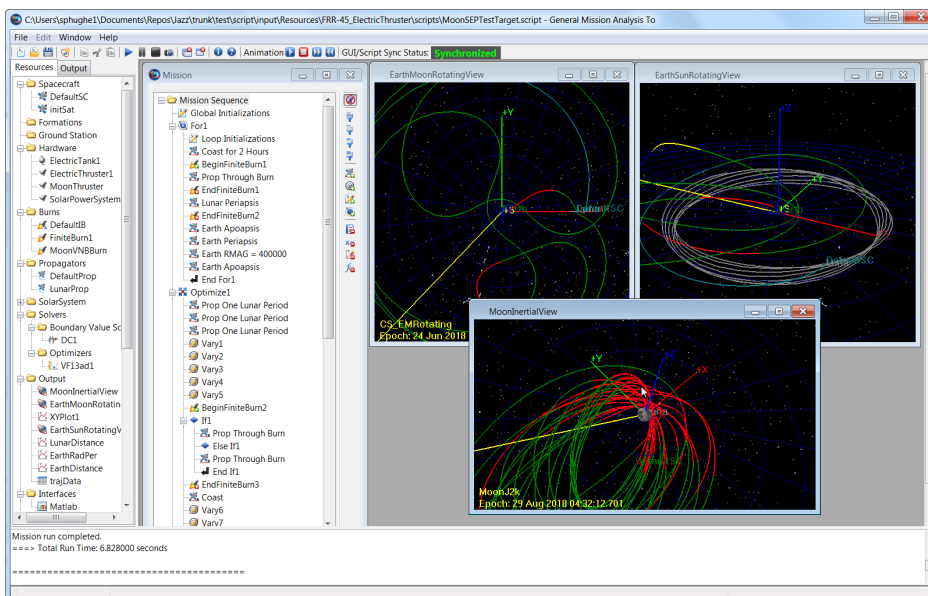 C:\Users\sphughe1\Documents\Repos\Jazz\trunk\test\script\input\Resources\FRR-45_ElectricThruster\scripts\MoonSEPTestTarget.script - General Mission Analysis To
File Edit Window Help
Animation GUI/Script Sync Status: Synchronized
Resources Output
Spacecraft
DefaultSC
initSat
Formations
Ground Station
Hardware
ElectricTank1
ElectricThruster1
MoonThruster
SolarPowerSystem
Burns
DefaultIB
FiniteBurn1
MoonVNBBurn
Propagators
DefaultProp
LunarProp
SolarSystem
Solvers
Boundary Value Sc
DC1
Optimizers
VF13ad1
Output
MoonInertialView
EarthMoonRotatin
XYPlot1
EarthSunRotatingV
LunarDistance
EarthRadPer
EarthDistance
trajData
Interfaces
Matlab
Mission
Mission Sequence
Global Initializations
For1
Loop Initializations
Coast for 2 Hours
BeginFiniteBurn1
Prop Through Burn
EndFiniteBurn1
Lunar Periapsis
EndFiniteBurn2
Earth Apoapsis
Earth Periapsis
Earth RMAG = 400000
Earth Apoapsis
End For1
Optimize1
Prop One Lunar Period
Prop One Lunar Period
Prop One Lunar Period
Vary1
Vary2
Vary3
Vary4
Vary5
BeginFiniteBurn2
If1
Prop Through Burn
Else If1
Prop Through Burn
End If1
EndFiniteBurn3
Coast
Vary6
Vary7
EarthMoonRotatingView
+Y
CS_EMRotating
Epoch: 24 Jun 2018
EarthSunRotatingView
+Z
+Y
MoonInertialView
+Y
+Z
+X
Luna
MoonJ2k
Epoch: 29 Aug 2018 04:32:12.701
Mission run completed.
===> Total Run Time: 6.828000 seconds
========================================